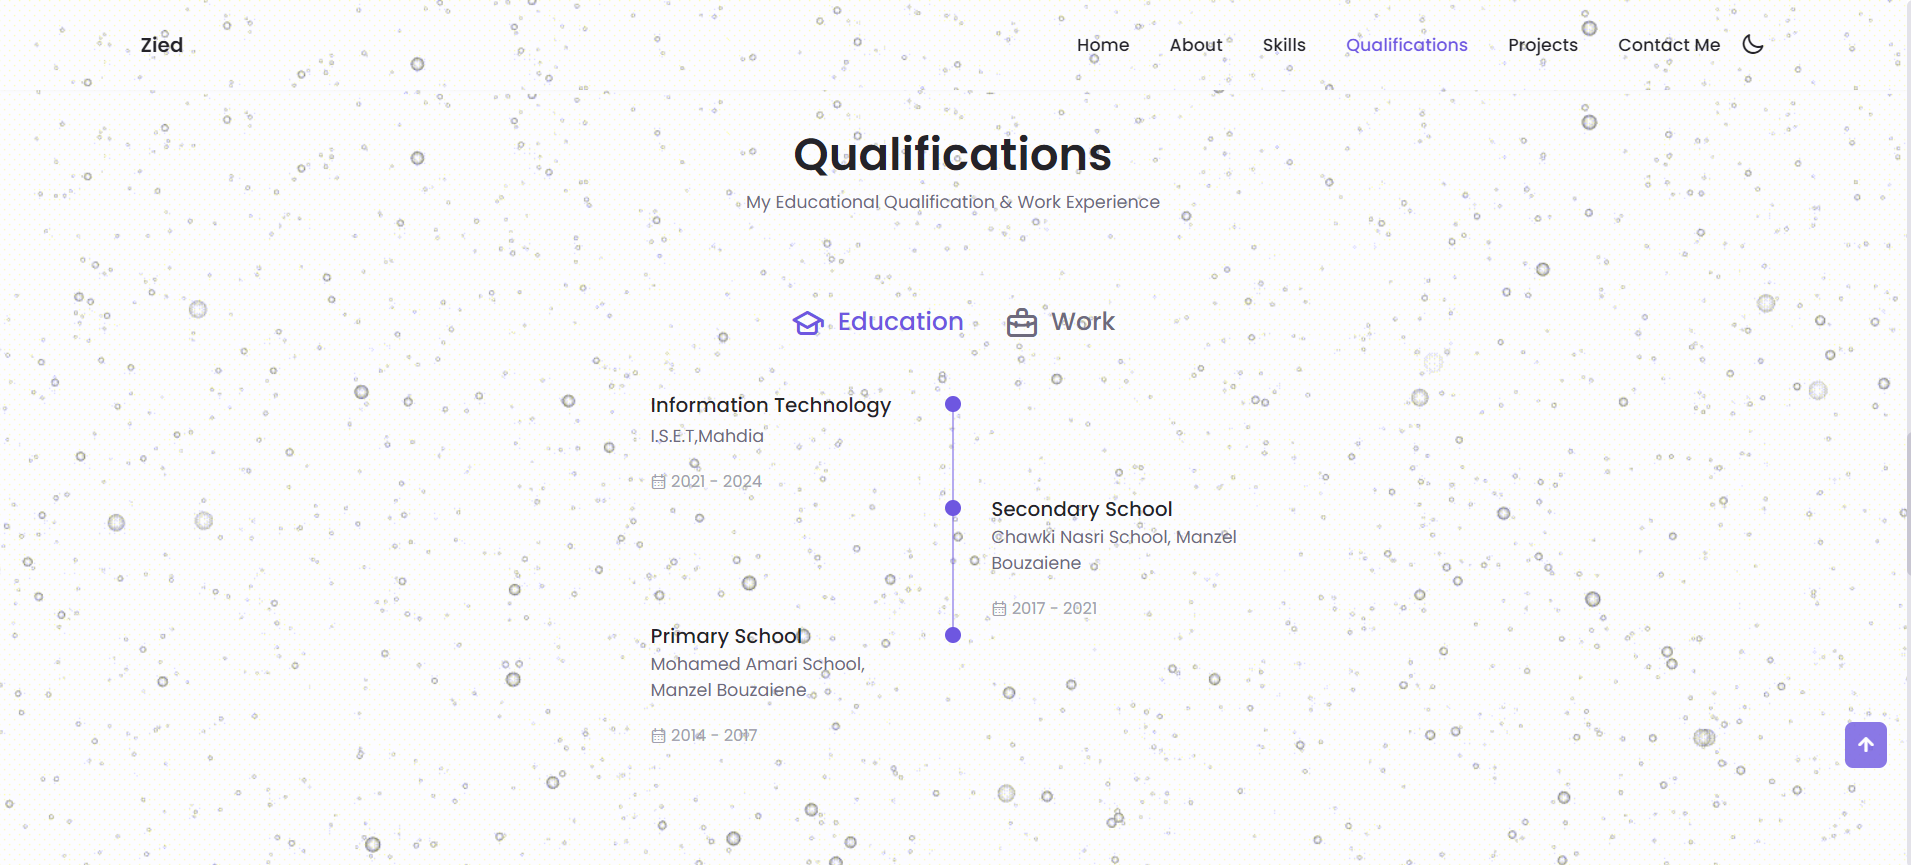 Zied
Home About Skills Qualifications Projects Contact Me
Qualifications
My Educational Qualification & Work Experience
Education Work
Information Technology
I.S.E.T,Mahdia
2021 - 2024
Secondary School
Chawki Nasri School, Manzel
Bouzaiene
2017 - 2021
Primary School
Mohamed Amari School,
Manzel Bouzaiene
2014 - 2017